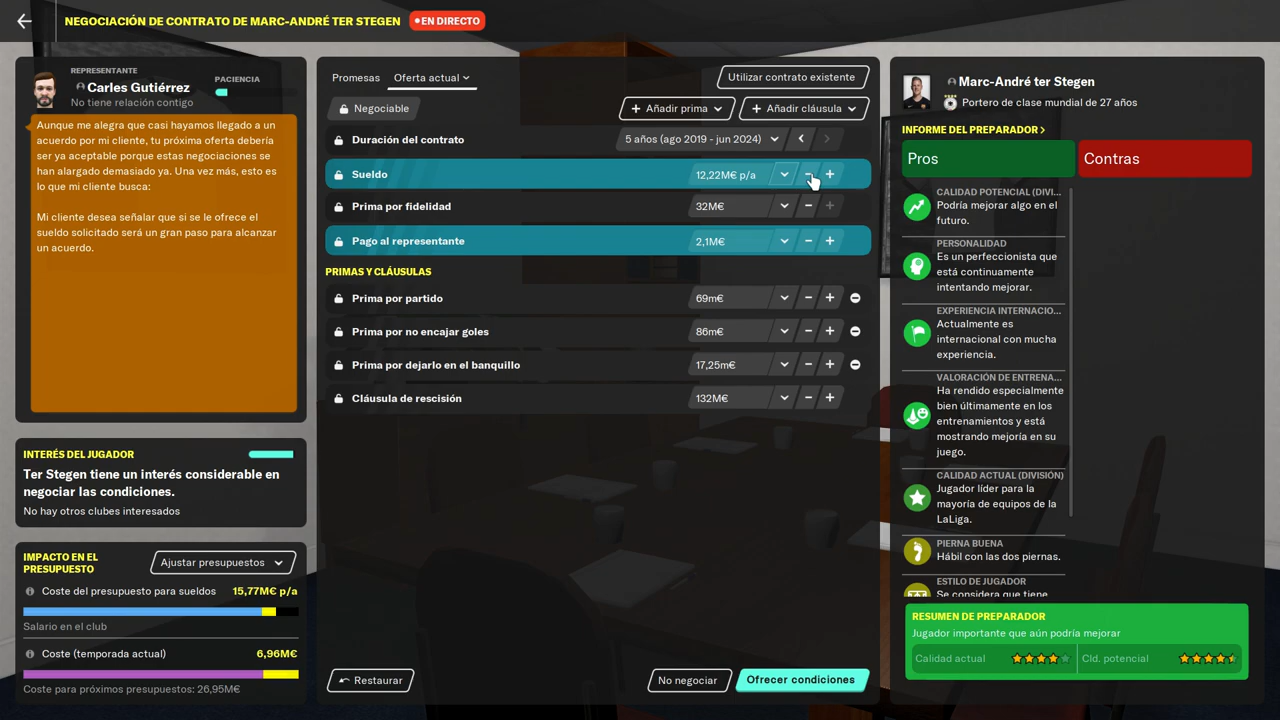 NEGOCIACIÓN DE CONTRATO DE MARC-ANDRÉ TER STEGEN
EN DIRECTO
REPRESENTANTE
Carles Gutiérrez
No tiene relación contigo
PACIENCIA
Aunque me alegra que casi hayamos llegado a un
acuerdo por mi cliente, tu próxima oferta debería
ser ya aceptable porque estas negociaciones se
han alargado demasiado ya. Una vez más, esto es
lo que mi cliente busca:
Mi cliente desea señalar que si se le ofrece el
sueldo solicitado será un gran paso para alcanzar
un acuerdo.
INTERÉS DEL JUGADOR
Ter Stegen tiene un interés considerable en
negociar las condiciones.
No hay otros clubes interesados
IMPACTO EN EL
PRESUPUESTO
Ajustar presupuestos
Coste del presupuesto para sueldos 15,77M€ p/a
Salario en el club
Coste (temporada actual) 6,96M€
Coste para próximos presupuestos: 26,95M€
Promesas
Oferta actual
Utilizar contrato existente
Negociable
Añadir prima
Añadir cláusula
Duración del contrato 5 años (ago 2019 - jun 2024)
Sueldo 12,22M€ p/a
Prima por fidelidad 32M€
Pago al representante 2,1M€
PRIMAS Y CLÁUSULAS
Prima por partido 69m€
Prima por no encajar goles 86m€
Prima por dejarlo en el banquillo 17,25m€
Cláusula de rescisión 132M€
Restaurar
No negociar
Ofrecer condiciones
Marc-André ter Stegen
Portero de clase mundial de 27 años
INFORME DEL PREPARADOR
Pros
Contras
CALIDAD POTENCIAL (DIVI...
Podría mejorar algo en el
futuro.
PERSONALIDAD
Es un perfeccionista que
está continuamente
intentando mejorar.
EXPERIENCIA INTERNACIO...
Actualmente es
internacional con mucha
experiencia.
VALORACIÓN DE ENTRENA...
Ha rendido especialmente
bien últimamente en los
entrenamientos y está
mostrando mejoría en su
juego.
CALIDAD ACTUAL (DIVISIÓN)
Jugador líder para la
mayoría de equipos de la
LaLiga.
PIERNA BUENA
Hábil con las dos piernas.
ESTILO DE JUGADOR
Se considera que tiene
RESUMEN DE PREPARADOR
Jugador importante que aún podría mejorar
Calidad actual
Cld. potencial